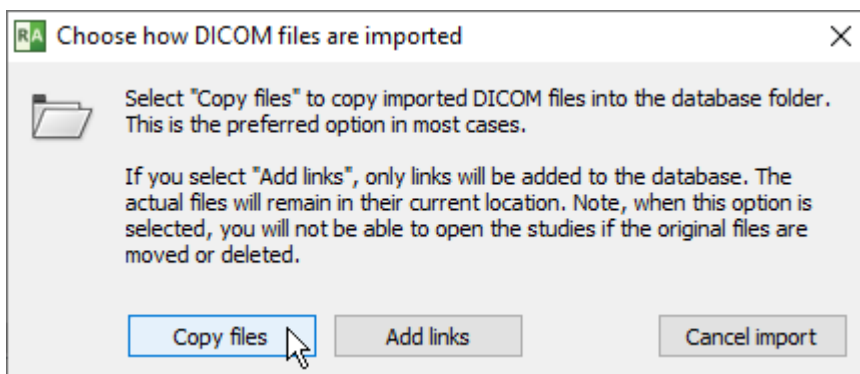 RA Choose how DICOM files are imported
Select "Copy files" to copy imported DICOM files into the database folder.
This is the preferred option in most cases.
If you select "Add links", only links will be added to the database. The
actual files will remain in their current location. Note, when this option is
selected, you will not be able to open the studies if the original files are
moved or deleted.
Copy files Add links Cancel import